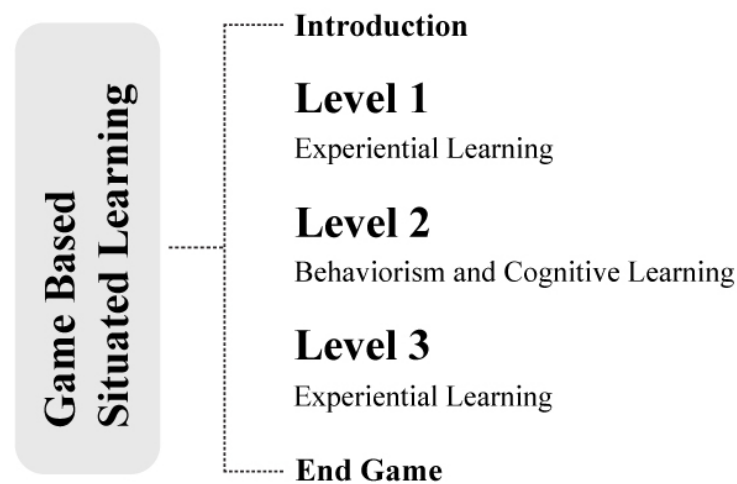 Game Based
Situated Learning
Introduction
Level 1
Experiential Learning
Level 2
Behaviorism and Cognitive Learning
Level 3
Experiential Learning
End Game